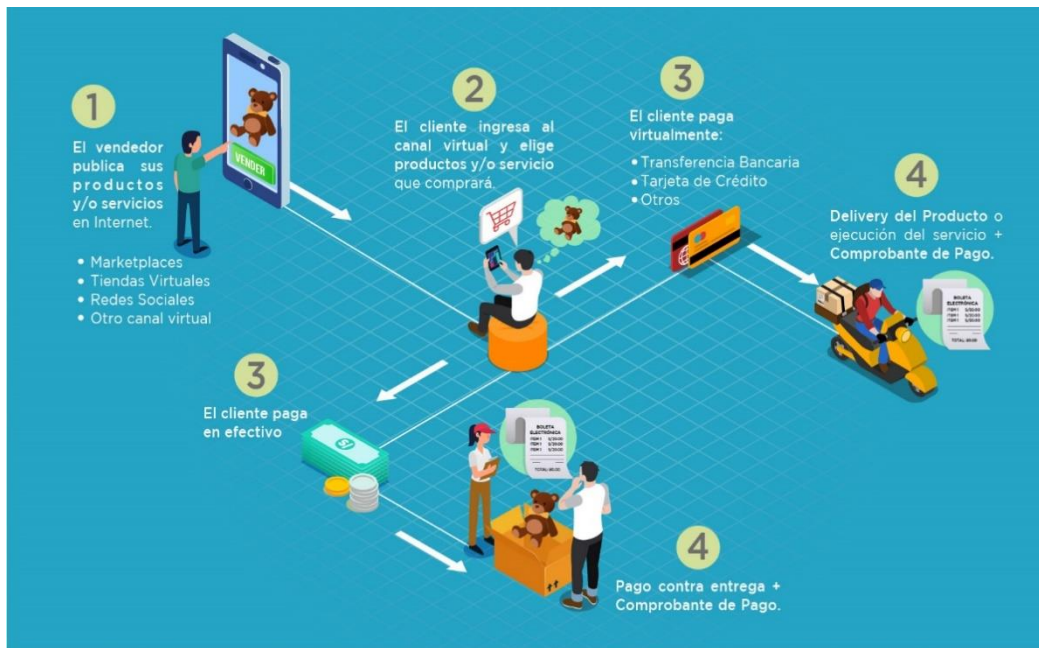 1
El vendedor
publica sus
productos
y/o servicios
en Internet.
• Marketplaces
• Tiendas Virtuales
• Redes Sociales
• Otro canal virtual
VENDER
2
El cliente ingresa al
canal virtual y elige
productos y/o servicio
que comprará.
3
El cliente paga
virtualmente:
• Transferencia Bancaria
• Tarjeta de Crédito
• Otros
4
Delivery del Producto o
ejecución del servicio +
Comprobante de Pago.
BOLETA
ELECTRÓNICA
3
El cliente paga
en efectivo
S/
BOLETA
ELECTRÓNICA
4
Pago contra entrega +
Comprobante de Pago.